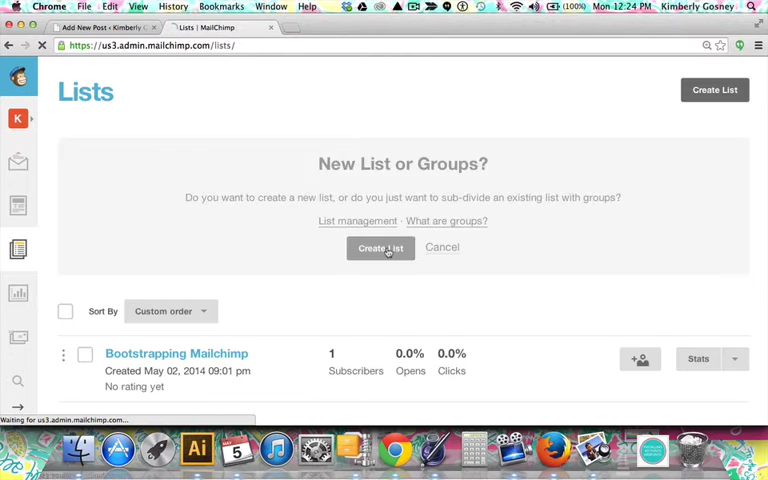 Chrome File Edit View History Bookmarks Window Help (100%) Mon 12:24 PM Kimberly Gosney
Add New Post ‹ Kimberly G Lists | MailChimp
https://us3.admin.mailchimp.com/lists/
Lists
Create List
K
New List or Groups?
Do you want to create a new list, or do you just want to sub-divide an existing list with groups?
List management · What are groups?
Create List Cancel
Sort By Custom order
Bootstrapping Mailchimp 1 0.0% 0.0%
Created May 02, 2014 09:01 pm Subscribers Opens Clicks Stats
No rating yet
Waiting for us3.admin.mailchimp.com...
Ai
5